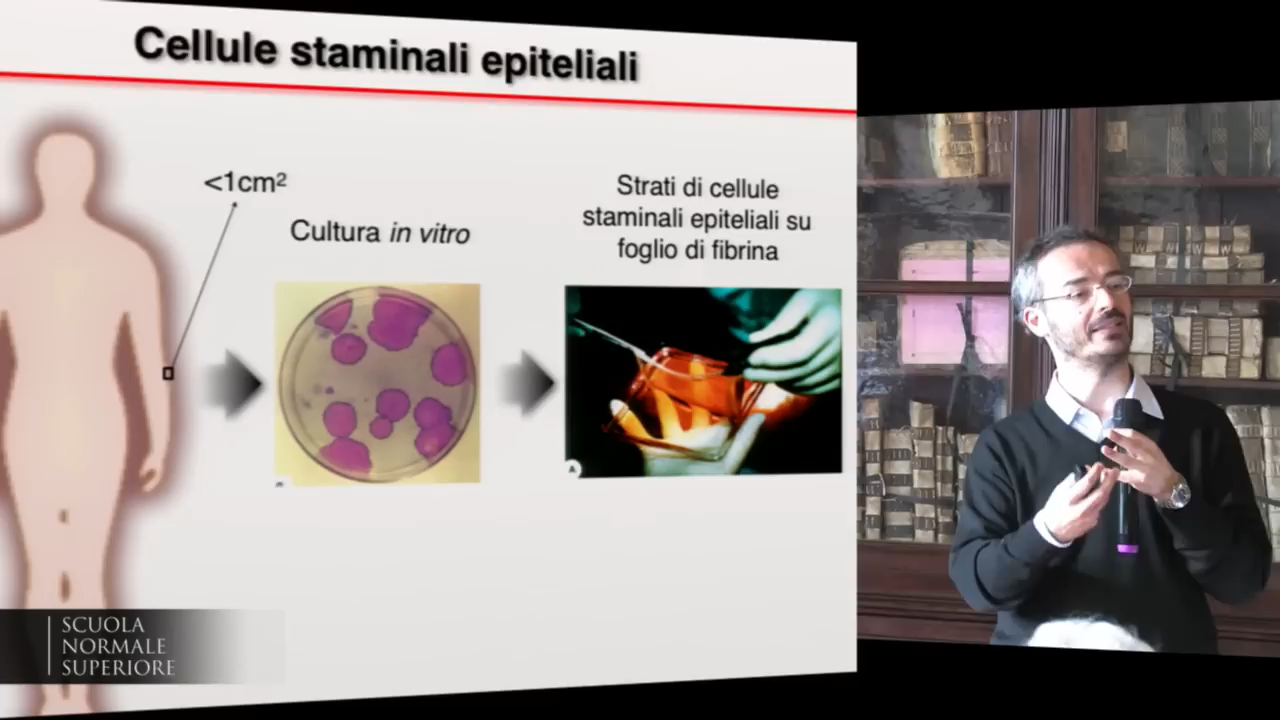 Cellule staminali epiteliali
<1cm²
Cultura in vitro
Strati di cellule
staminali epiteliali su
foglio di fibrina
A
SCUOLA
NORMALE
SUPERIORE